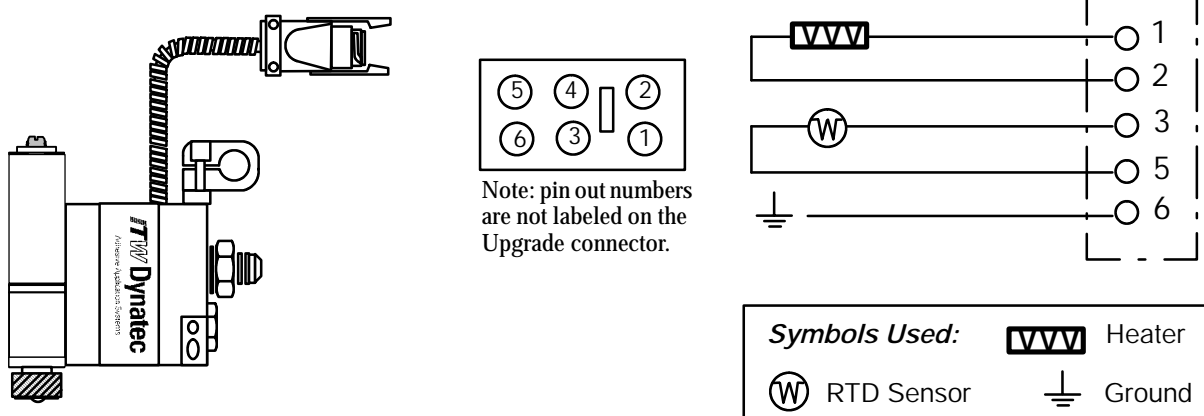 ITW Dynatec
Adhesive Application Systems
5 4 2
6 3 1
Note: pin out numbers
are not labeled on the
Upgrade connector.
1
2
3
5
6
Symbols Used:
Heater
RTD Sensor
Ground